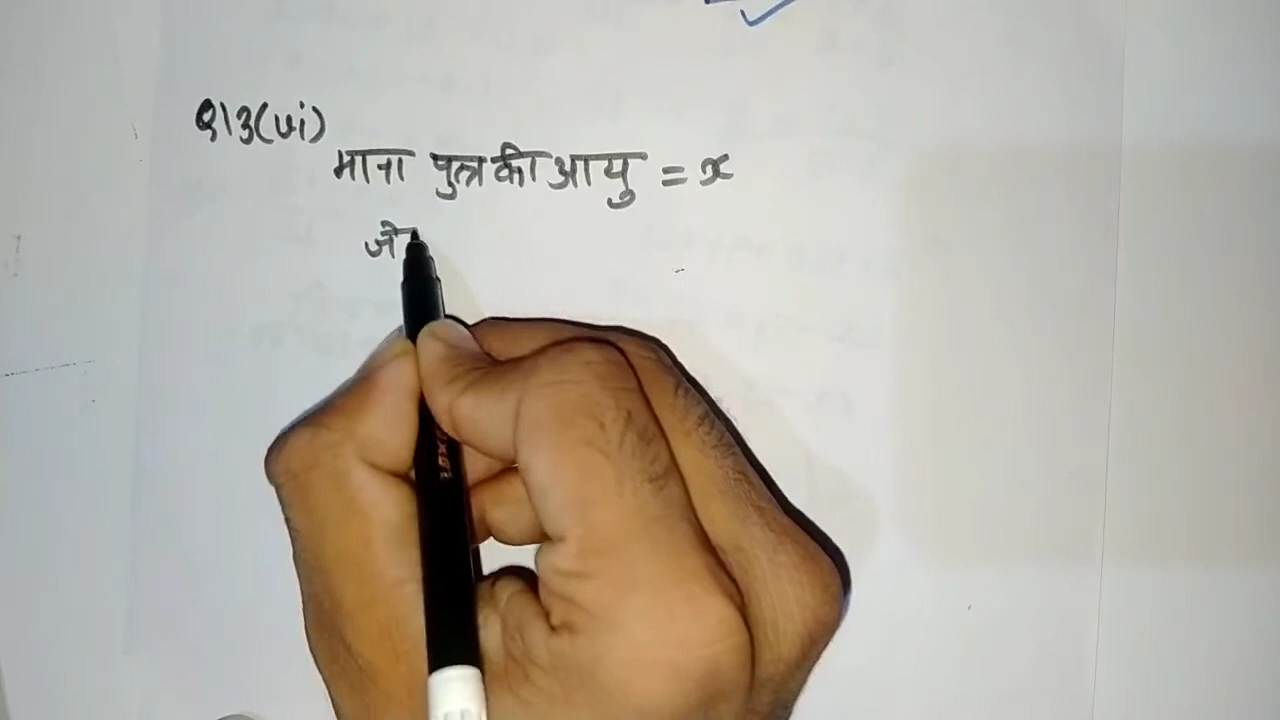 Q13(vi)
माना पुत्र की आयु = x